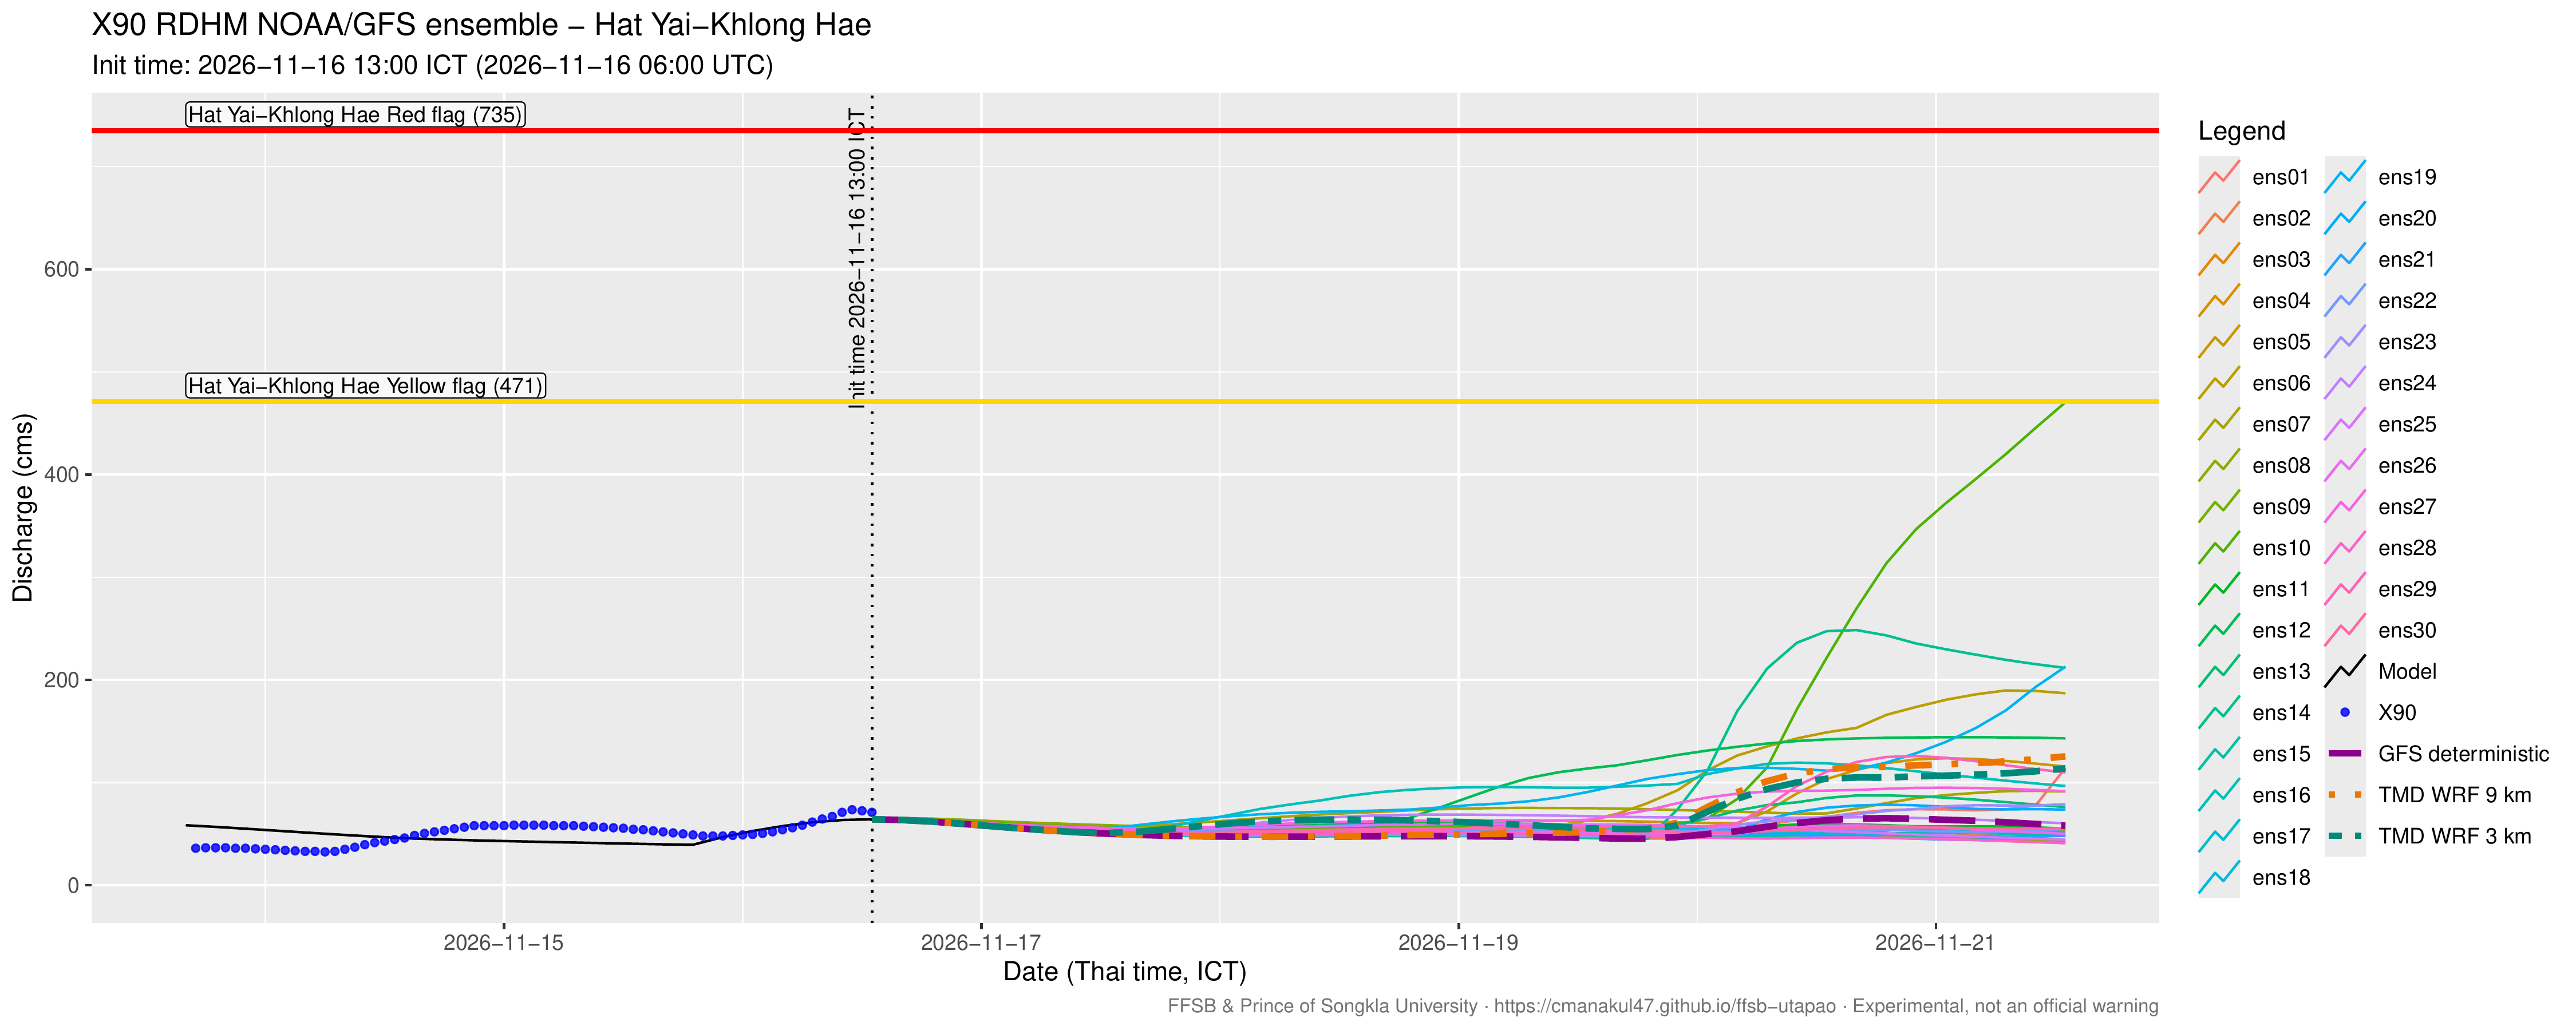 X90 RDHM NOAA/GFS ensemble − Hat Yai−Khlong Hae
Init time: 2026−11−16 13:00 ICT (2026−11−16 06:00 UTC)
Hat Yai−Khlong Hae Red flag (735)
Hat Yai−Khlong Hae Yellow flag (471)
Init time 2026−11−16 13:00 ICT
Discharge (cms)
600
400
200
0
2026−11−15
2026−11−17
2026−11−19
2026−11−21
Date (Thai time, ICT)
Legend
ens01
ens02
ens03
ens04
ens05
ens06
ens07
ens08
ens09
ens10
ens11
ens12
ens13
ens14
ens15
ens16
ens17
ens18
ens19
ens20
ens21
ens22
ens23
ens24
ens25
ens26
ens27
ens28
ens29
ens30
Model
X90
GFS deterministic
TMD WRF 9 km
TMD WRF 3 km
FFSB & Prince of Songkla University · https://cmanakul47.github.io/ffsb−utapao · Experimental, not an official warning